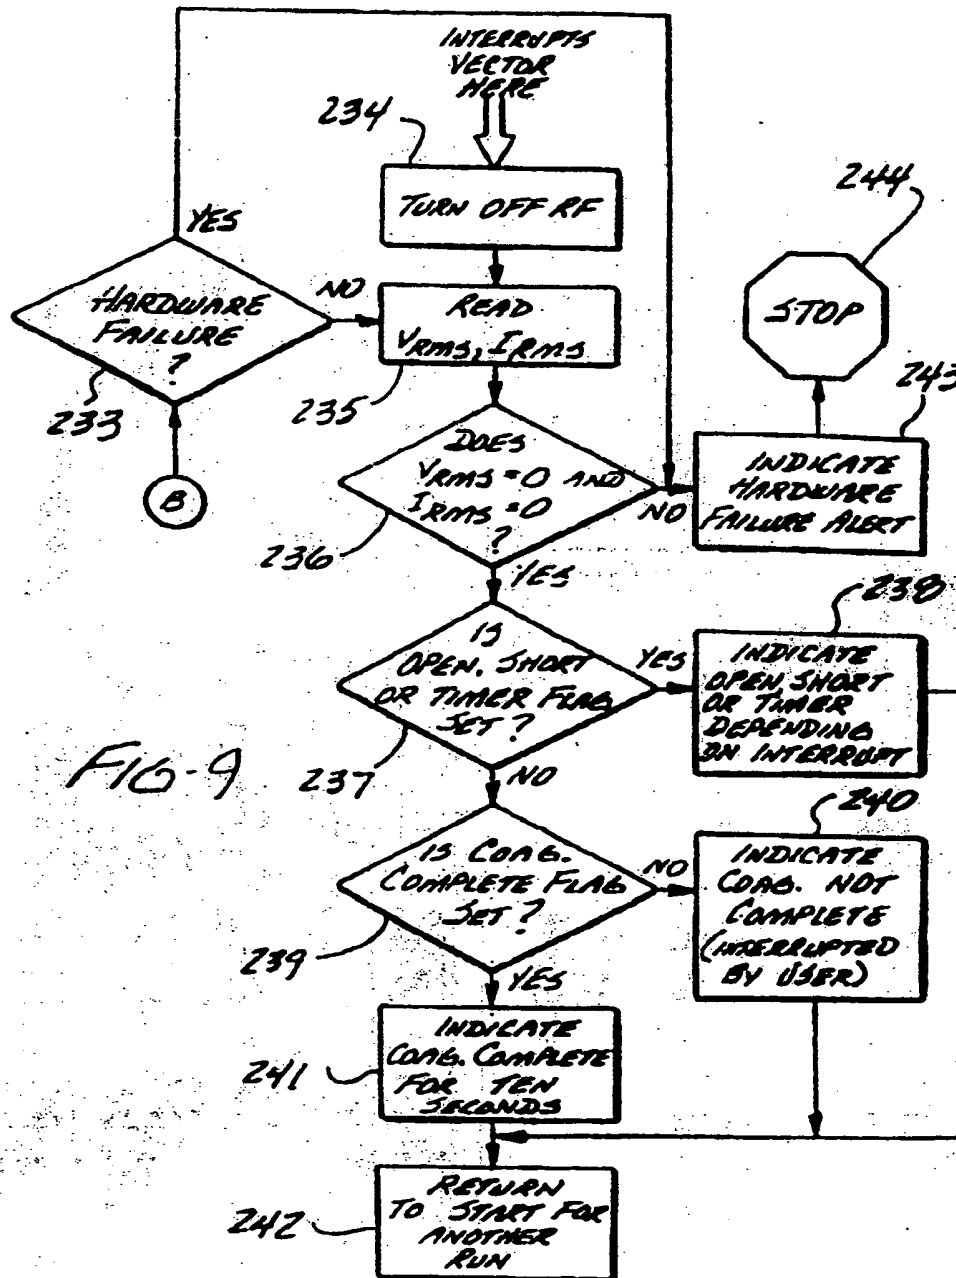 INTERRUPTS
VECTOR
HERE
234
TURN OFF RF
244
STOP
YES
HARDWARE
FAILURE
?
233
NO
READ
VRMS, IRMS
235
B
DOES
VRMS = 0 AND
IRMS = 0
?
236
NO
243
INDICATE
HARDWARE
FAILURE ALERT
YES
IS
OPEN, SHORT
OR TIMER FLAG
SET?
237
YES
238
INDICATE
OPEN, SHORT
OR TIMER
DEPENDING
ON INTERRUPT
FIG-9
NO
IS COAG.
COMPLETE FLAG
SET?
239
NO
240
INDICATE
COAG. NOT
COMPLETE
(INTERRUPTED
BY USER)
YES
INDICATE
COAG. COMPLETE
FOR TEN
SECONDS
241
RETURN
TO START FOR
ANOTHER
RUN
242